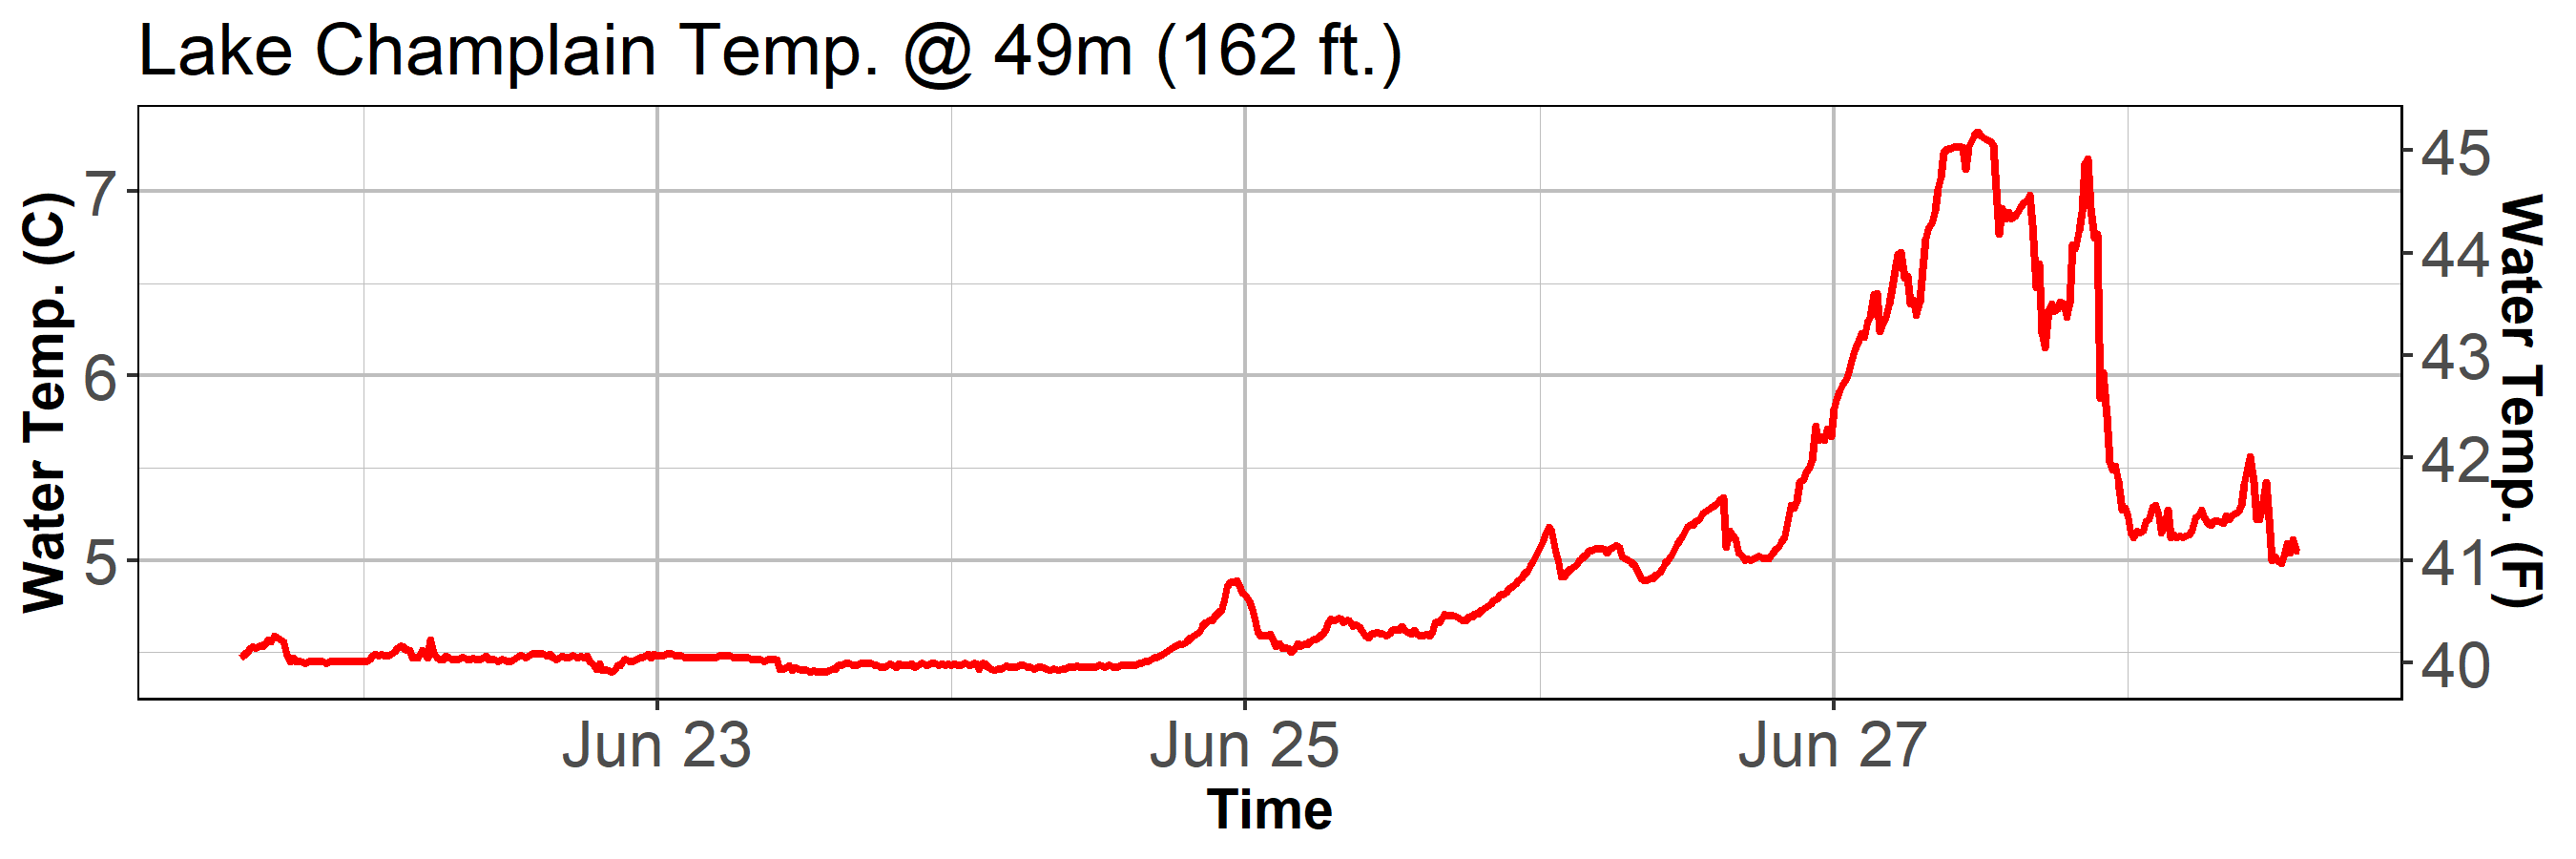 Lake Champlain Temp. @ 49m (162 ft.)
Water Temp. (C)
7
6
5
45
44
43
42
41
40
Water Temp. (F)
Jun 23
Jun 25
Jun 27
Time